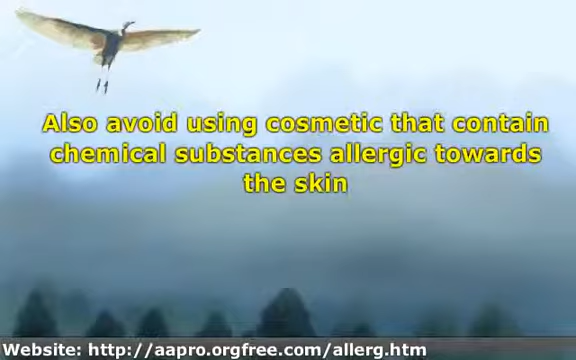 Also avoid using cosmetic that contain
chemical substances allergic towards
the skin
Website: http://aapro.orgfree.com/allerg.htm